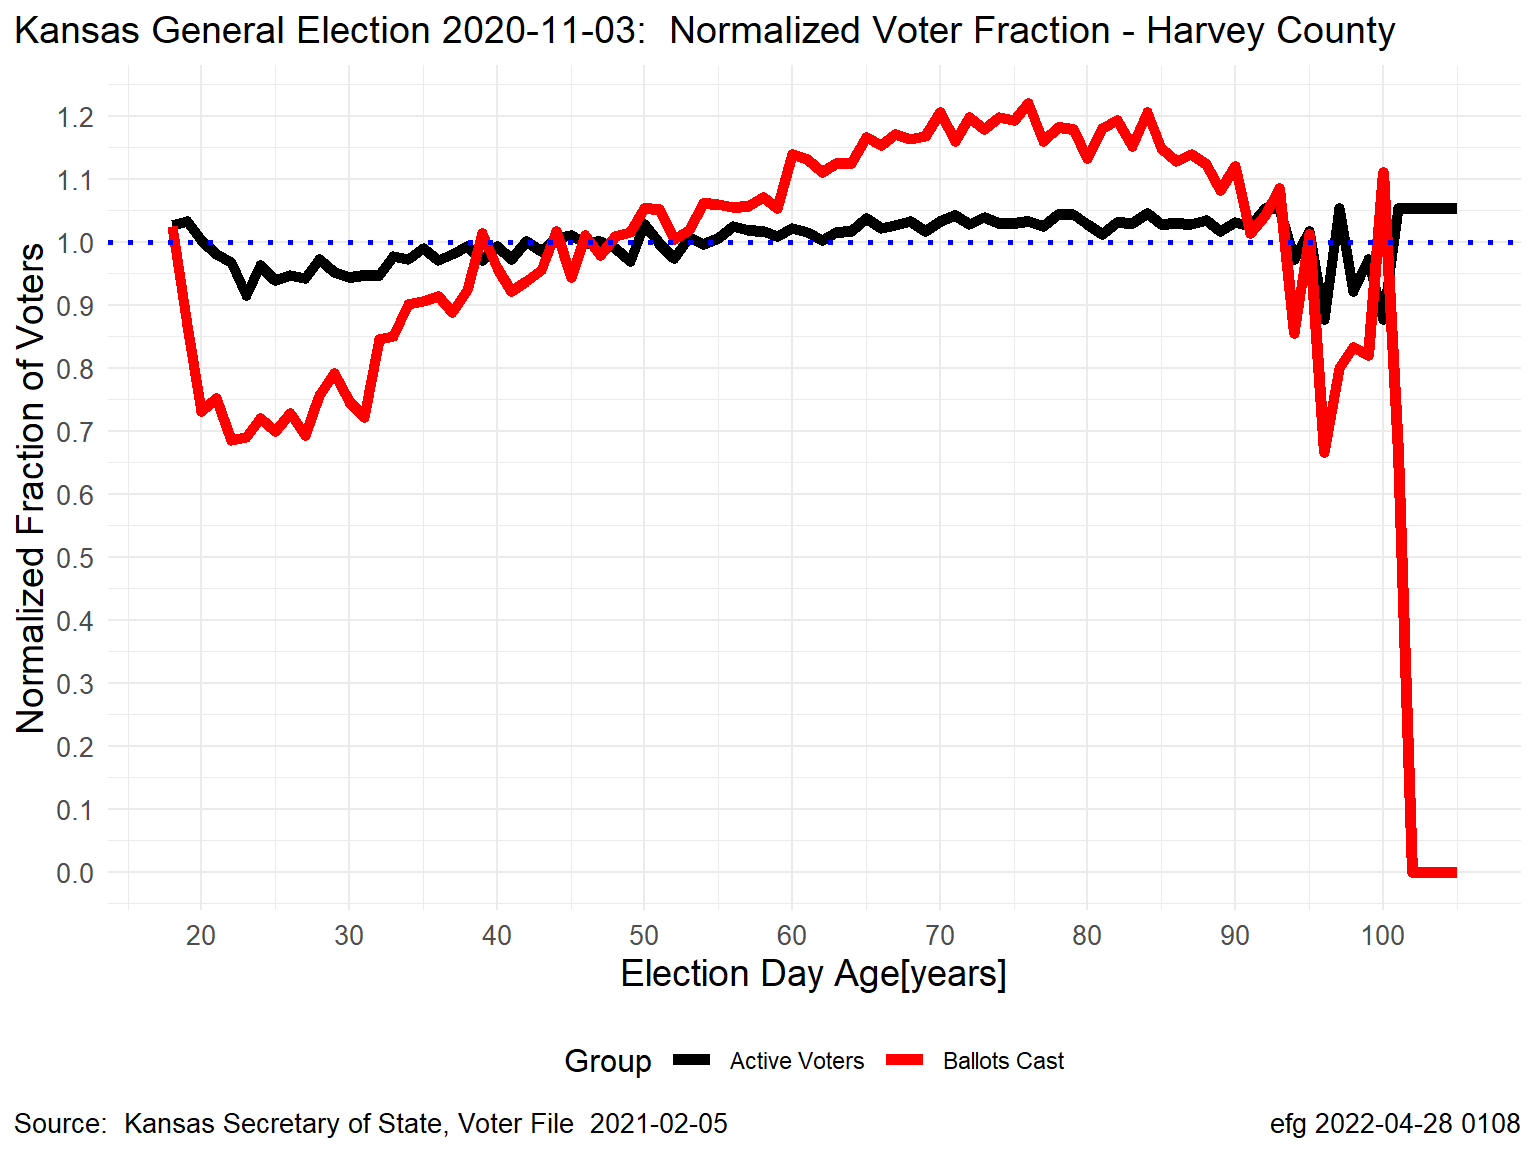 Kansas General Election 2020-11-03:  Normalized Voter Fraction - Harvey County
Normalized Fraction of Voters
1.2
1.1
1.0
0.9
0.8
0.7
0.6
0.5
0.4
0.3
0.2
0.1
0.0
20 30 40 50 60 70 80 90 100
Election Day Age[years]
Group Active Voters Ballots Cast
Source:  Kansas Secretary of State, Voter File  2021-02-05
efg 2022-04-28 0108